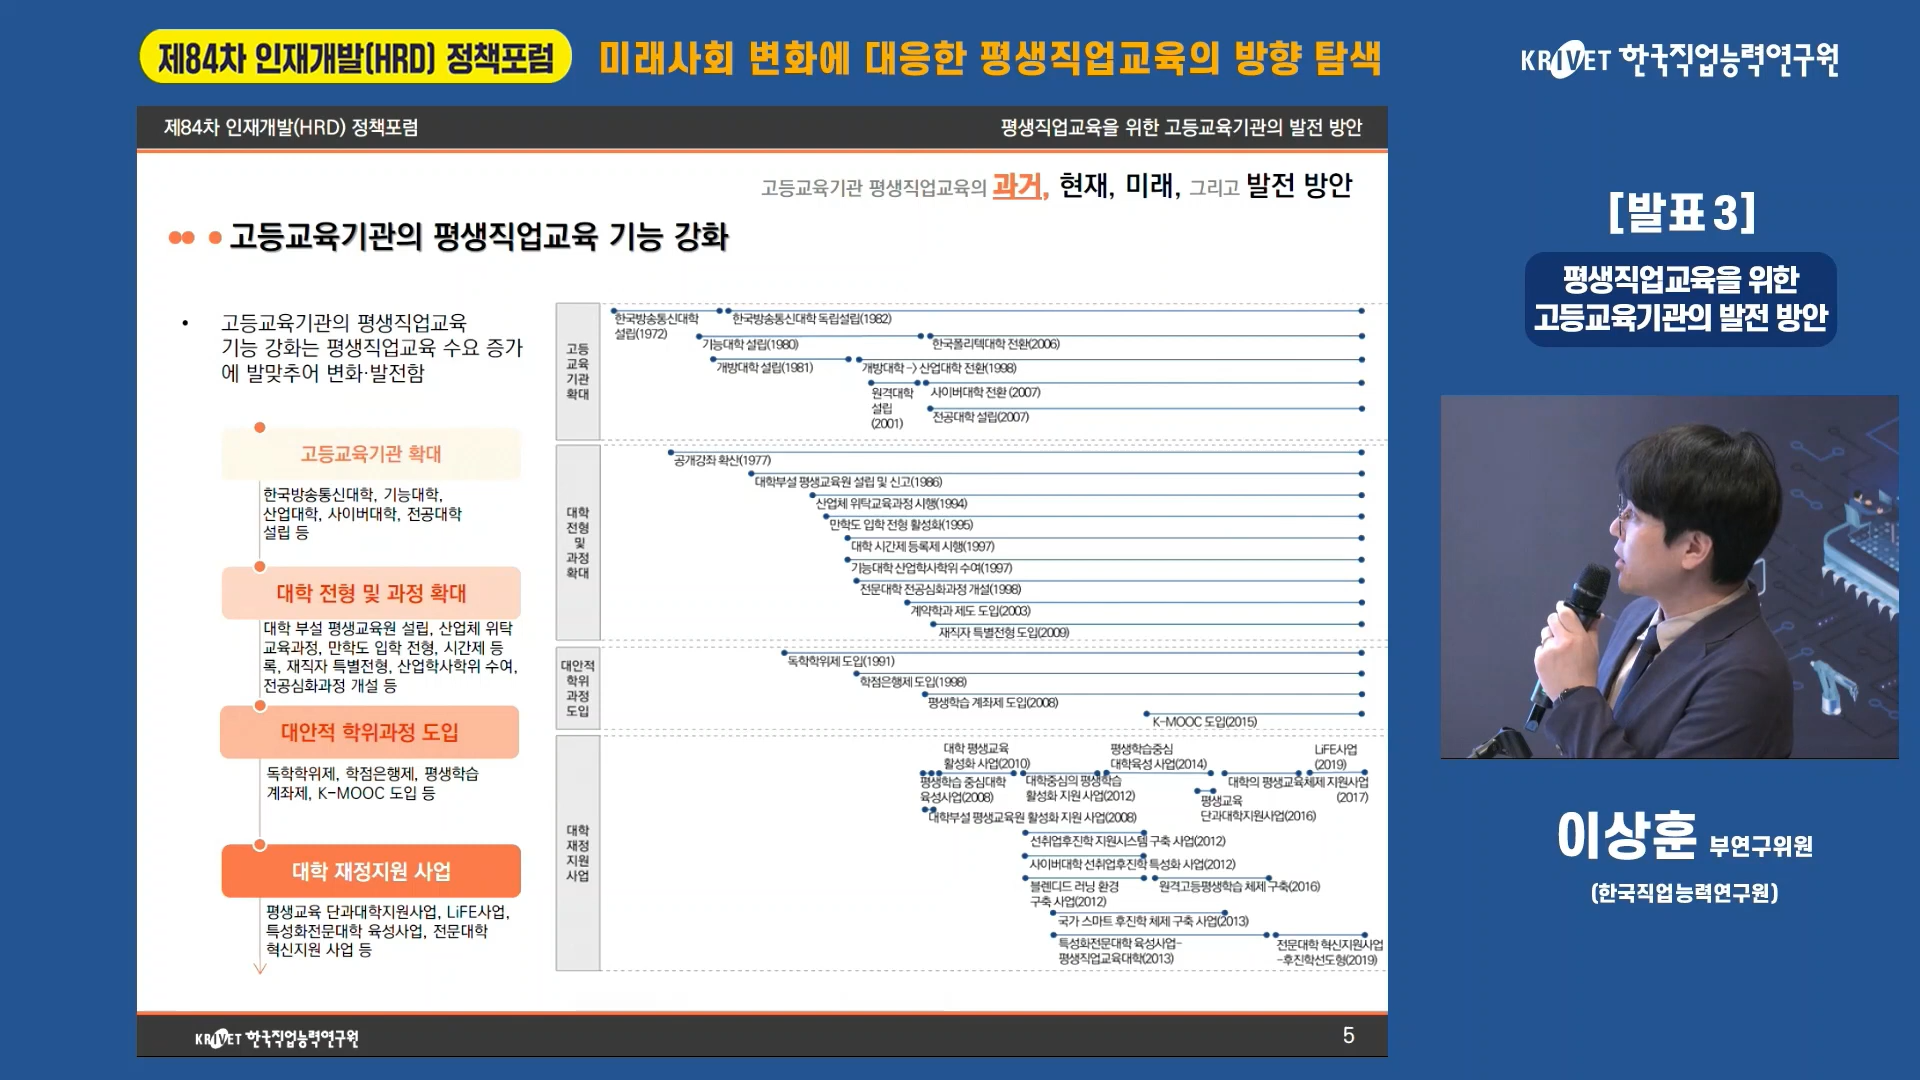 제84차 인재개발(HRD) 정책포럼
미래사회 변화에 대응한 평생직업교육의 방향 탐색
KRIVET 한국직업능력연구원
제84차 인재개발(HRD) 정책포럼
평생직업교육을 위한 고등교육기관의 발전 방안
고등교육기관 평생직업교육의 과거, 현재, 미래, 그리고 발전 방안
고등교육기관의 평생직업교육 기능 강화
• 고등교육기관의 평생직업교육
기능 강화는 평생직업교육 수요 증가
에 발맞추어 변화·발전함
고등교육기관 확대
한국방송통신대학, 기능대학,
산업대학, 사이버대학, 전공대학
설립 등
대학 전형 및 과정 확대
대학 부설 평생교육원 설립, 산업체 위탁
교육과정, 만학도 입학 전형, 시간제 등
록, 재직자 특별전형, 산업학사학위 수여,
전공심화과정 개설 등
대안적 학위과정 도입
독학학위제, 학점은행제, 평생학습
계좌제, K-MOOC 도입 등
대학 재정지원 사업
평생교육 단과대학지원사업, LiFE사업,
특성화전문대학 육성사업, 전문대학
혁신지원 사업 등
고등
교육
기관
확대
한국방송통신대학
설립(1972)
한국방송통신대학 독립설립(1982)
기능대학 설립(1980)
한국폴리텍대학 전환(2006)
개방대학 설립(1981)
개방대학 -> 산업대학 전환(1998)
원격대학
설립
(2001)
사이버대학 전환 (2007)
전공대학 설립(2007)
대학
전형
및
과정
확대
공개강좌 확산(1977)
대학부설 평생교육원 설립 및 신고(1986)
산업체 위탁교육과정 시행(1994)
만학도 입학 전형 활성화(1995)
대학 시간제 등록제 시행(1997)
기능대학 산업학사학위 수여(1997)
전문대학 전공심화과정 개설(1998)
계약학과 제도 도입(2003)
재직자 특별전형 도입(2009)
대안적
학위
과정
도입
독학학위제 도입(1991)
학점은행제 도입(1998)
평생학습 계좌제 도입(2008)
K-MOOC 도입(2015)
대학
재정
지원
사업
대학 평생교육
활성화 사업(2010)
평생학습중심
대학육성 사업(2014)
LiFE사업
(2019)
평생학습 중심대학
육성사업(2008)
대학중심의 평생학습
활성화 지원 사업(2012)
대학의 평생교육체제 지원사업
(2017)
평생교육
단과대학지원사업(2016)
대학부설 평생교육원 활성화 지원 사업(2008)
선취업후진학 지원시스템 구축 사업(2012)
사이버대학 선취업후진학 특성화 사업(2012)
블렌디드 러닝 환경
구축 사업(2012)
원격고등평생학습 체제 구축(2016)
국가 스마트 후진학 체제 구축 사업(2013)
특성화전문대학 육성사업-
평생직업교육대학(2013)
전문대학 혁신지원사업
-후진학선도형(2019)
KRIVET 한국직업능력연구원
5
[발표 3]
평생직업교육을 위한
고등교육기관의 발전 방안
이상훈 부연구위원
(한국직업능력연구원)